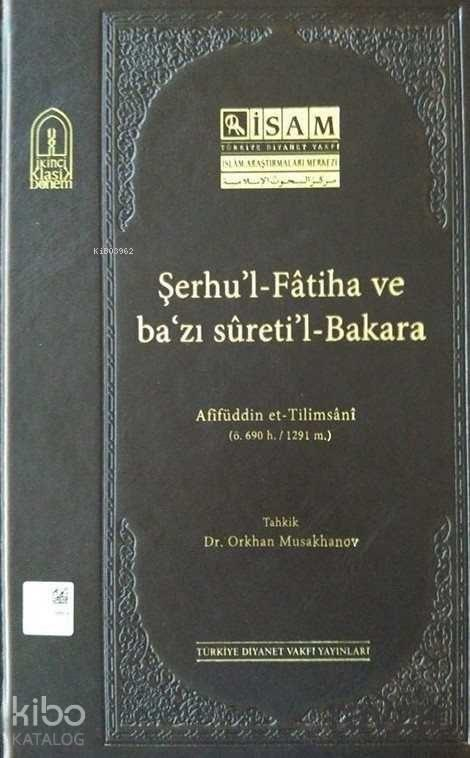 ikinci
klasik
dönem
İSAM
TÜRKİYE DİYANET VAKFI
İSLÂM ARAŞTIRMALARI MERKEZİ
مركز البحوث الإسلامية
Ki803962
Şerhu’l-Fâtiha ve
ba‘zı sûreti’l-Bakara
Afîfüddin et-Tilimsânî
(ö. 690 h. / 1291 m.)
Tahkik
Dr. Orkhan Musakhanov
TÜRKİYE DİYANET VAKFI YAYINLARI
kibo
KATALOG